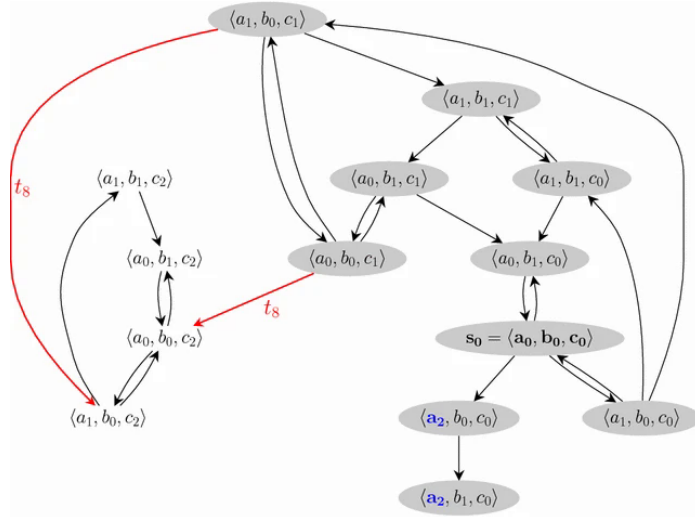 ⟨a₁, b₀, c₁⟩
⟨a₁, b₁, c₁⟩
t₈
⟨a₁, b₁, c₂⟩
⟨a₀, b₁, c₁⟩
⟨a₁, b₁, c₀⟩
⟨a₀, b₁, c₂⟩
⟨a₀, b₀, c₁⟩
⟨a₀, b₁, c₀⟩
t₈
⟨a₀, b₀, c₂⟩
s₀ = ⟨a₀, b₀, c₀⟩
⟨a₁, b₀, c₂⟩
⟨a₂, b₀, c₀⟩
⟨a₁, b₀, c₀⟩
⟨a₂, b₁, c₀⟩